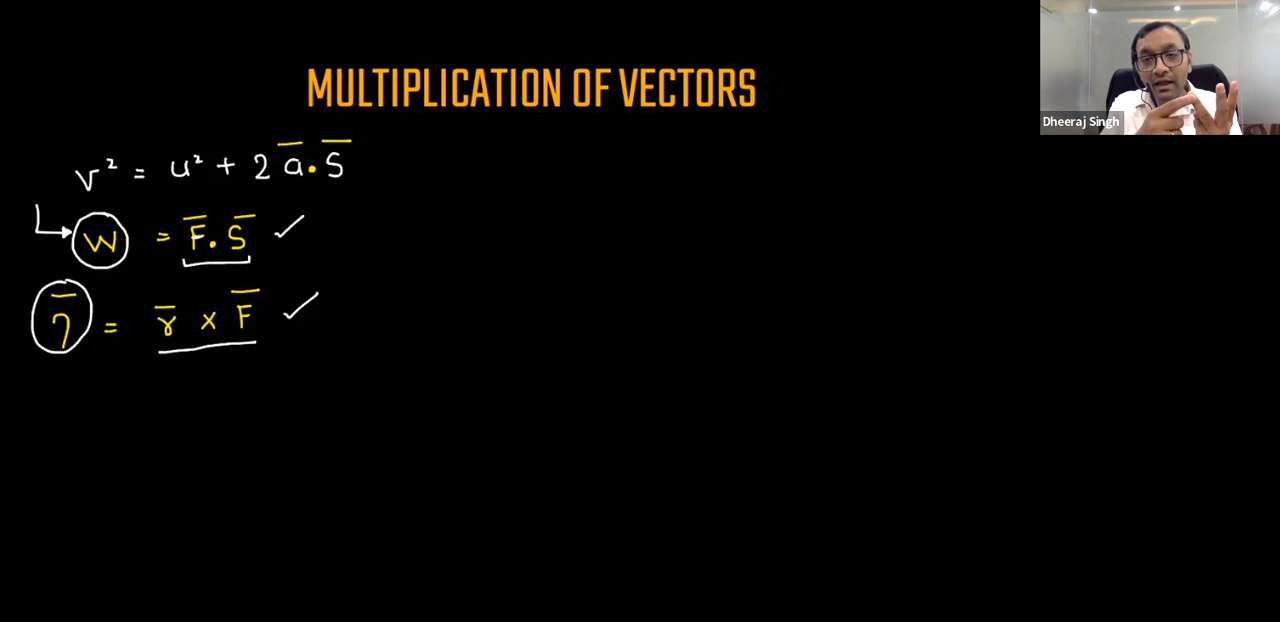 MULTIPLICATION OF VECTORS
Dheeraj Singh
v² = u² + 2 a̅ . S̅
W = F̅ . S̅ ✓
τ̅ = r̅ × F̅ ✓